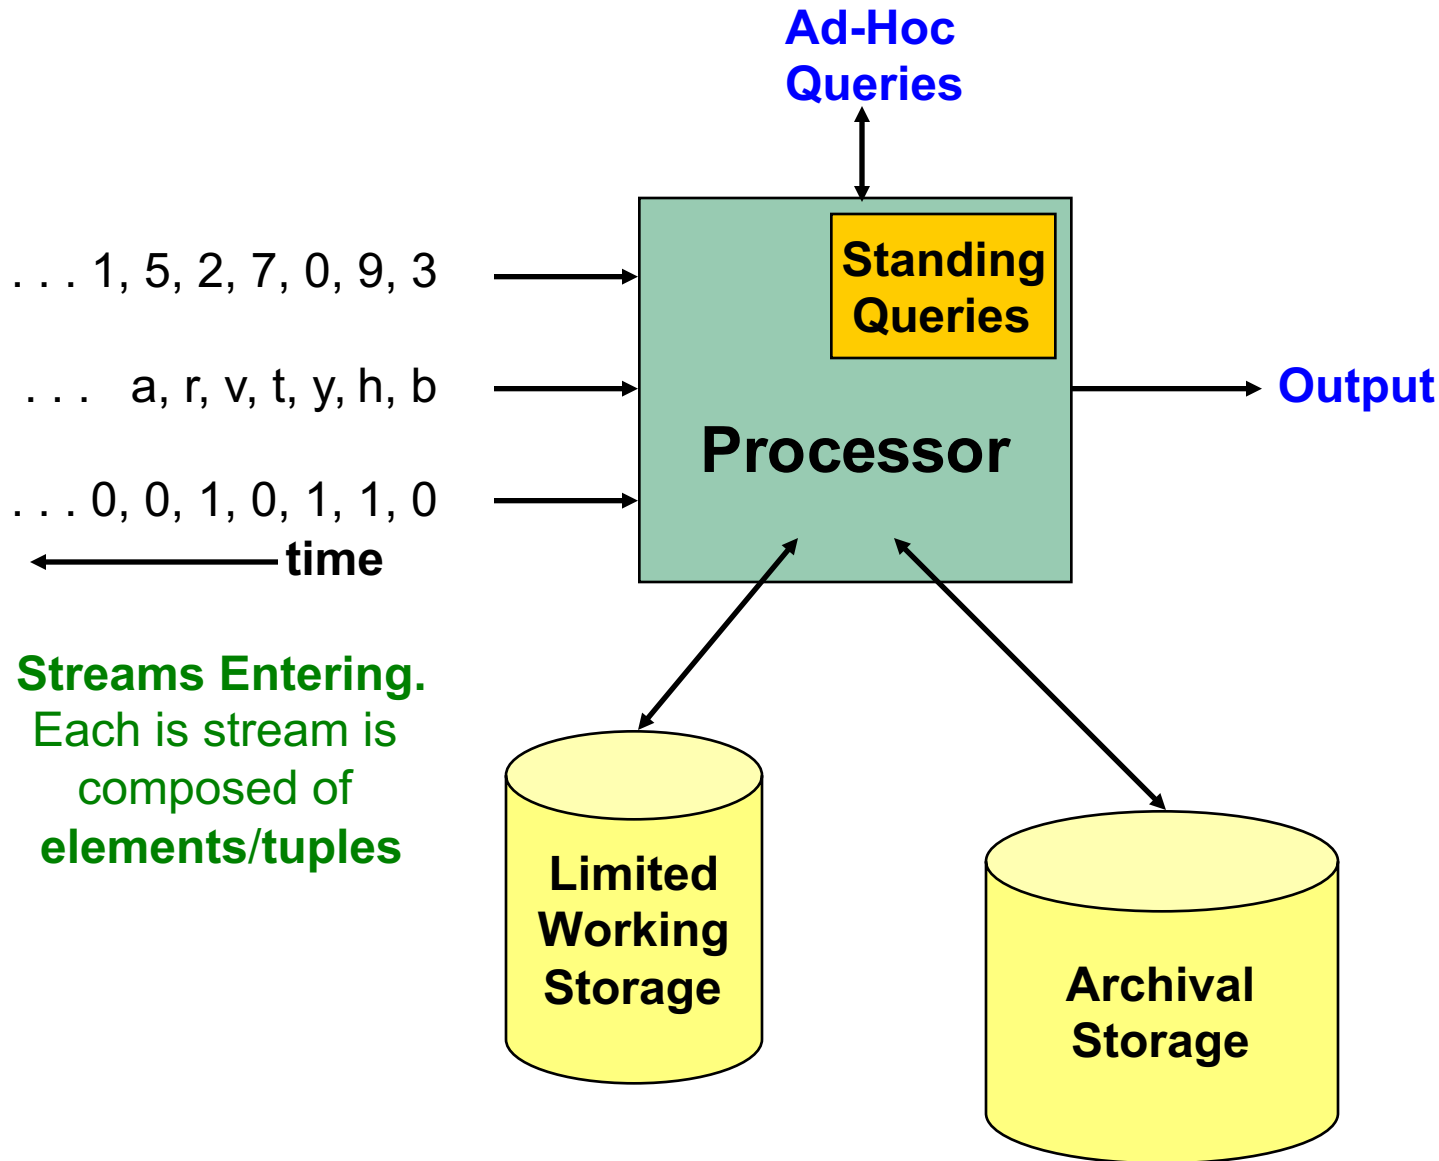 Ad-Hoc
Queries
. . . 1, 5, 2, 7, 0, 9, 3
. . . a, r, v, t, y, h, b
. . . 0, 0, 1, 0, 1, 1, 0
time
Standing
Queries
Processor
Output
Streams Entering.
Each is stream is
composed of
elements/tuples
Limited
Working
Storage
Archival
Storage